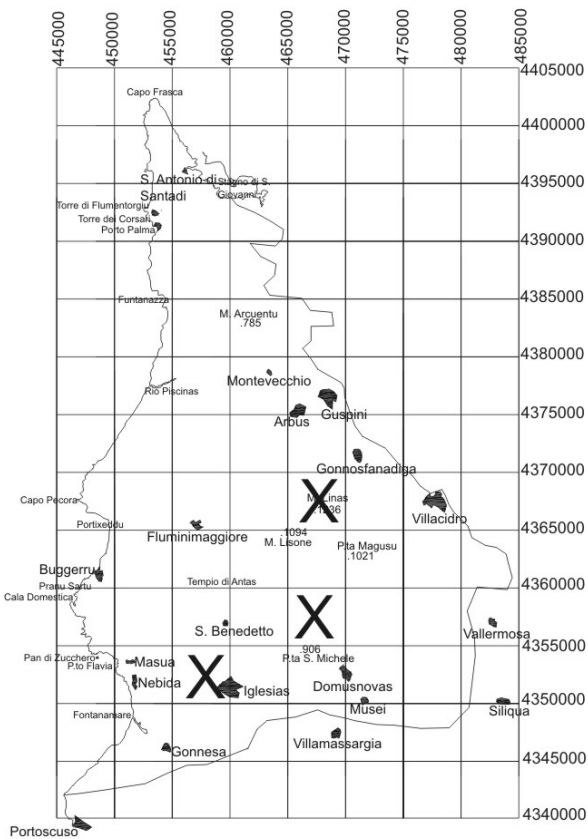 445000
450000
455000
460000
465000
470000
475000
480000
485000
4405000
Capo Frasca
4400000
S. Antonio di
Santadi
Stagno di S.
Giovanni
4395000
Torre di Flumentorgiu
Torre dei Corsari
Porto Palma
4390000
Funtanazza
4385000
M. Arcuentu
.785
4380000
Montevecchio
Rio Piscinas
Arbus
Guspini
4375000
Gonnosfanadiga
4370000
Capo Pecora
M. Linas
.1236
X
Villacidro
Portixeddu
Fluminimaggiore
.1094
M. Lisone
4365000
P.ta Magusu
.1021
Buggerru
Pranu Sartu
Cala Domestica
Tempio di Antas
4360000
X
S. Benedetto
Vallermosa
4355000
.906
P.ta S. Michele
Pan di Zucchero
P.to Flavia
Masua
Nebida
X
Iglesias
Domusnovas
Musei
Siliqua
4350000
Fontanamare
Gonnesa
Villamassargia
4345000
4340000
Portoscuso